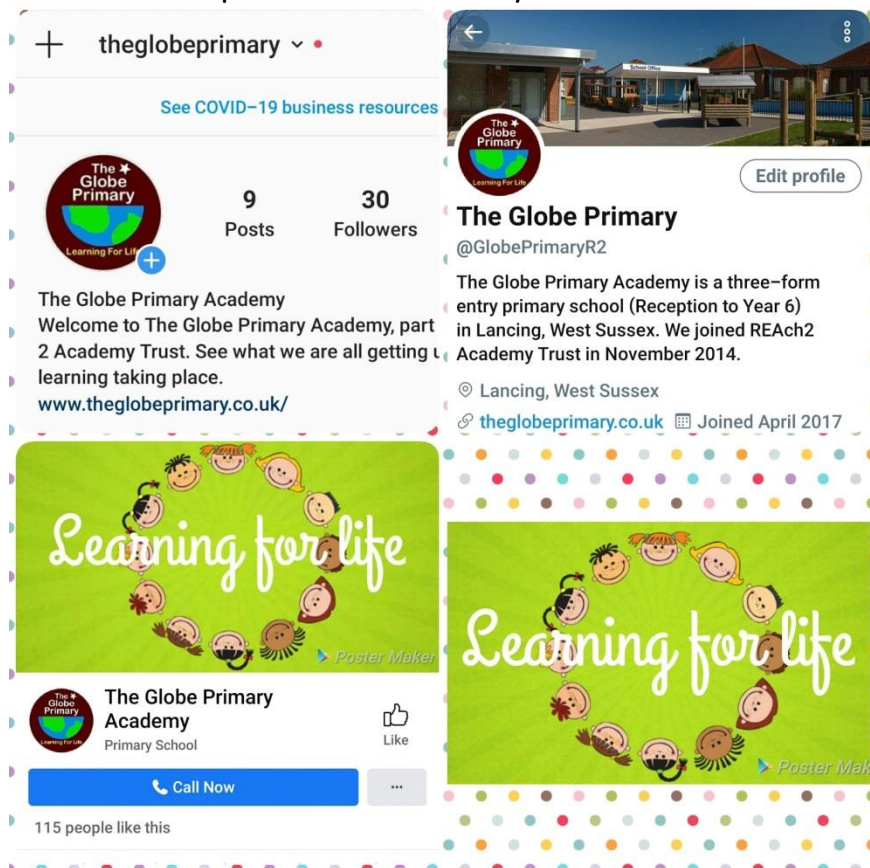 theglobeprimary
See COVID-19 business resources
The Globe Primary
Learning For Life
9
Posts
30
Followers
The Globe Primary Academy
Welcome to The Globe Primary Academy, part
2 Academy Trust. See what we are all getting
learning taking place.
www.theglobeprimary.co.uk/
School Office
The Globe Primary
Learning For Life
Edit profile
The Globe Primary
@GlobePrimaryR2
The Globe Primary Academy is a three-form
entry primary school (Reception to Year 6)
in Lancing, West Sussex. We joined REAch2
Academy Trust in November 2014.
Lancing, West Sussex
theglobeprimary.co.uk Joined April 2017
Learning for life
Poster Maker
The Globe Primary
Learning For Life
The Globe Primary
Academy
Primary School
Like
Call Now
115 people like this
Learning for life
Poster Mak